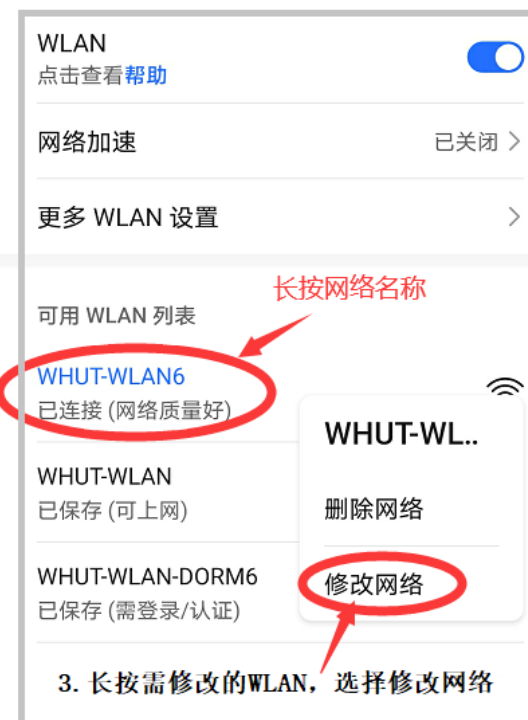 WLAN
点击查看帮助
网络加速
已关闭
更多 WLAN 设置
长按网络名称
可用 WLAN 列表
WHUT-WLAN6
已连接 (网络质量好)
WHUT-WL..
WHUT-WLAN
已保存 (可上网)
删除网络
WHUT-WLAN-DORM6
已保存 (需登录/认证)
修改网络
3. 长按需修改的WLAN，选择修改网络